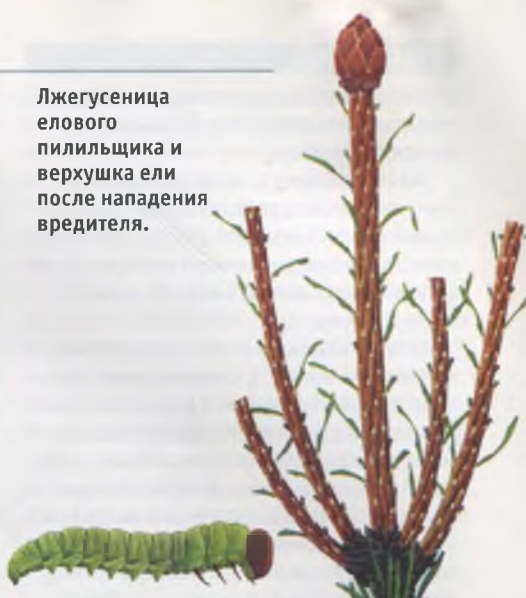 Лжегусеница
елового
пилильщика и
верхушка ели
после нападения
вредителя.